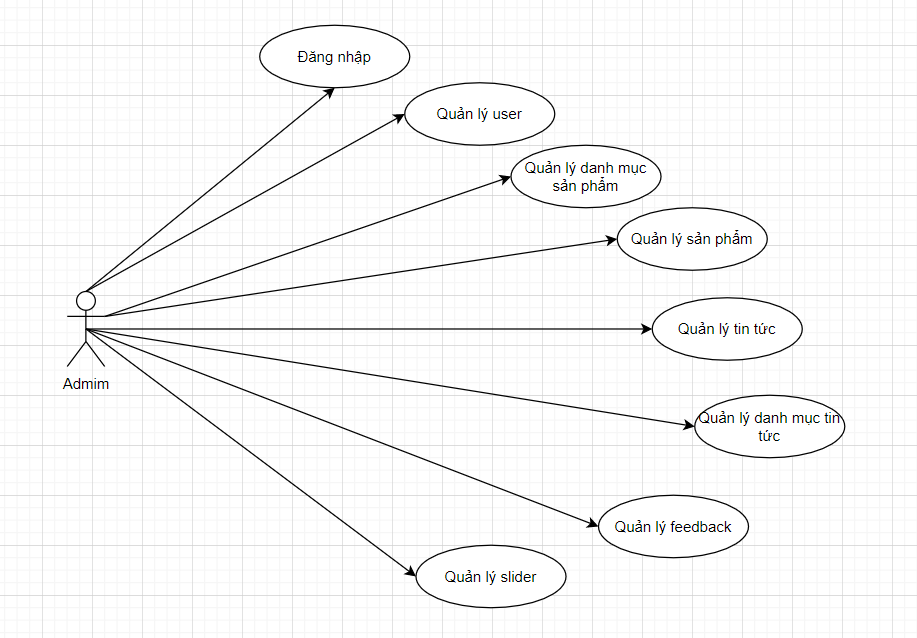 Đăng nhập
Quản lý user
Quản lý danh mục
sản phẩm
Quản lý sản phẩm
Quản lý tin tức
Admim
Quản lý danh mục tin
tức
Quản lý feedback
Quản lý slider